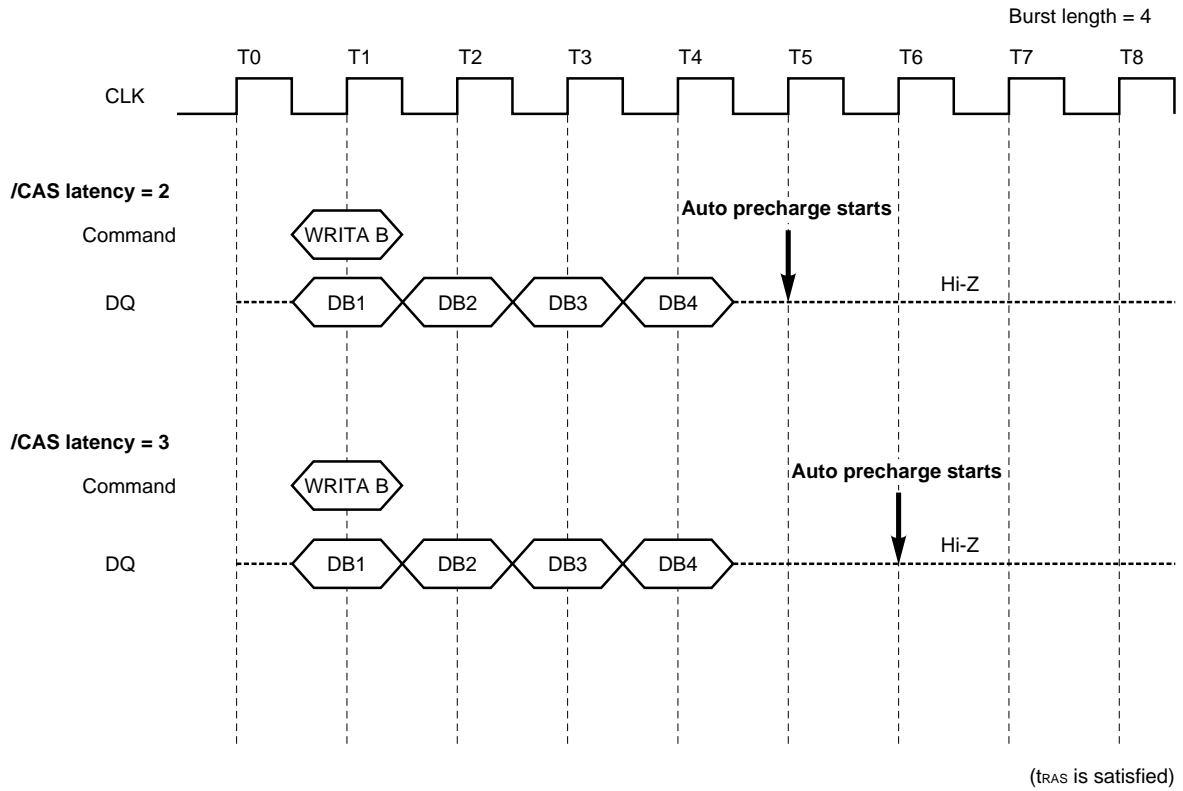 Burst length = 4
T0 T1 T2 T3 T4 T5 T6 T7 T8
CLK
/CAS latency = 2
Auto precharge starts
Command WRITA B
DQ DB1 DB2 DB3 DB4 Hi-Z
/CAS latency = 3
Auto precharge starts
Command WRITA B
DQ DB1 DB2 DB3 DB4 Hi-Z
(tRAS is satisfied)